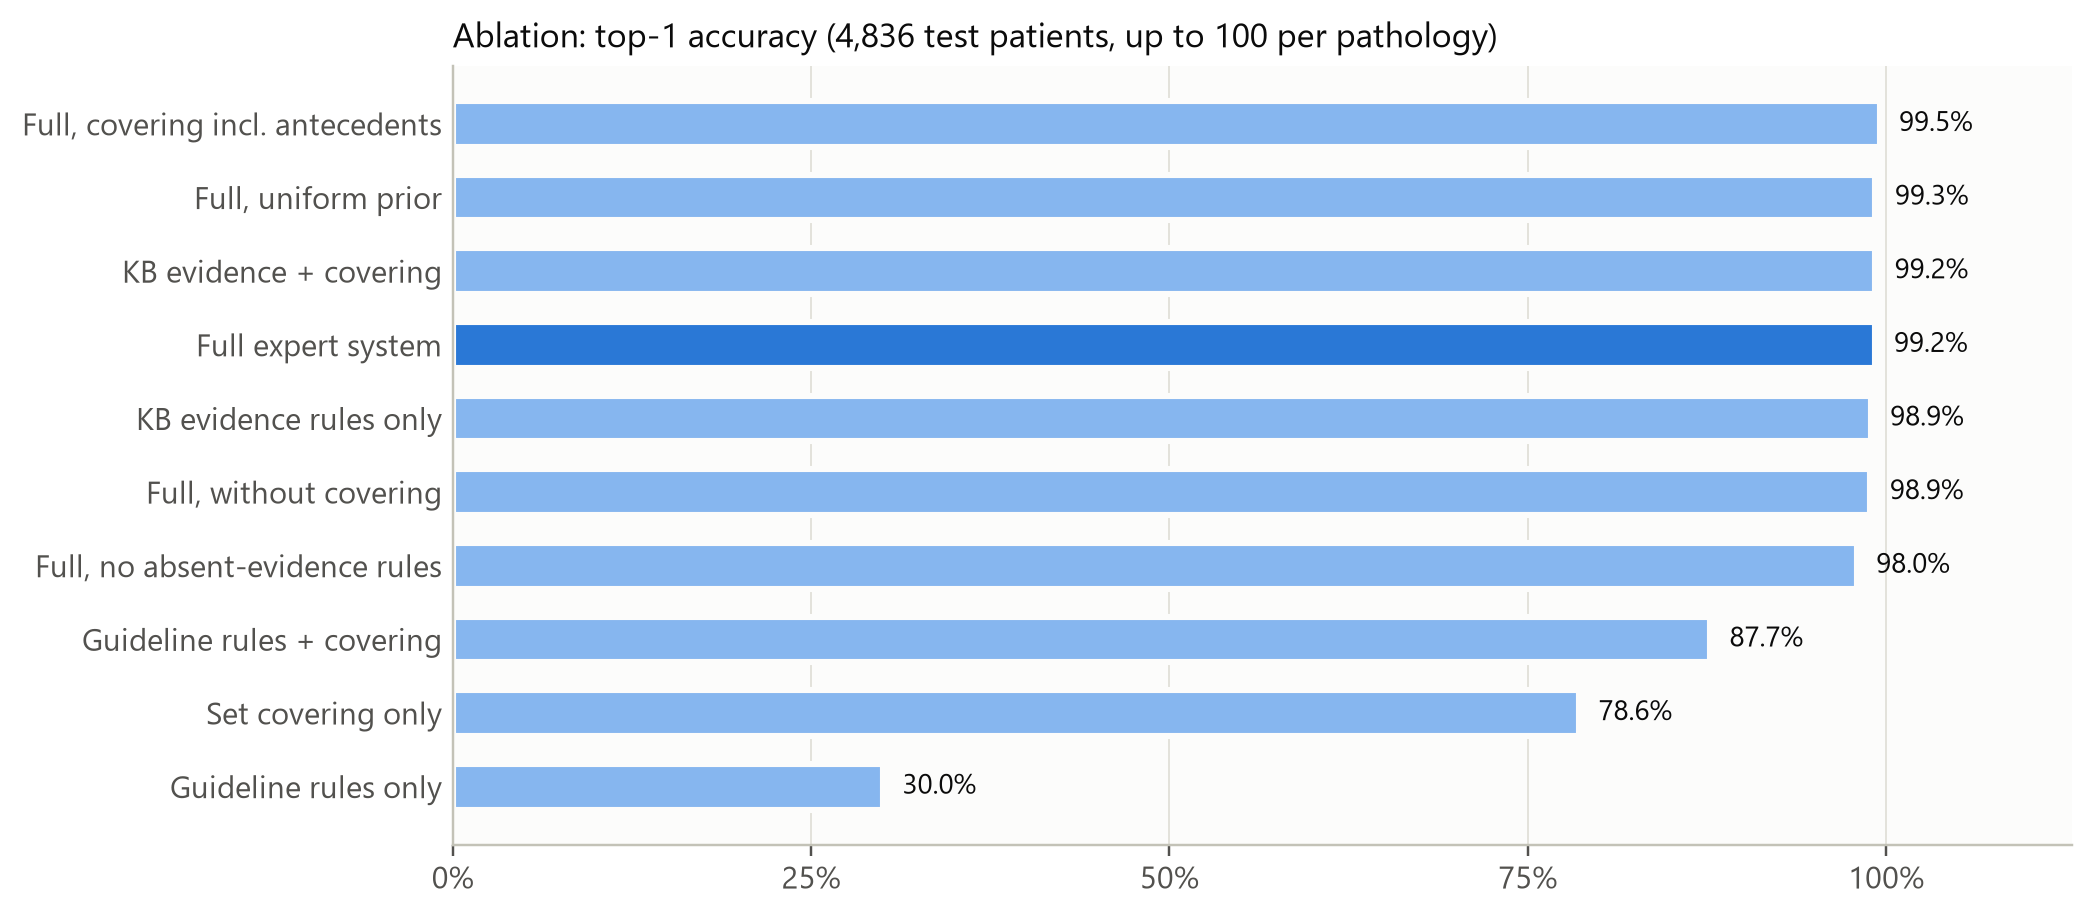 Ablation: top-1 accuracy (4,836 test patients, up to 100 per pathology)
Full, covering incl. antecedents 99.5%
Full, uniform prior 99.3%
KB evidence + covering 99.2%
Full expert system 99.2%
KB evidence rules only 98.9%
Full, without covering 98.9%
Full, no absent-evidence rules 98.0%
Guideline rules + covering 87.7%
Set covering only 78.6%
Guideline rules only 30.0%
0% 25% 50% 75% 100%